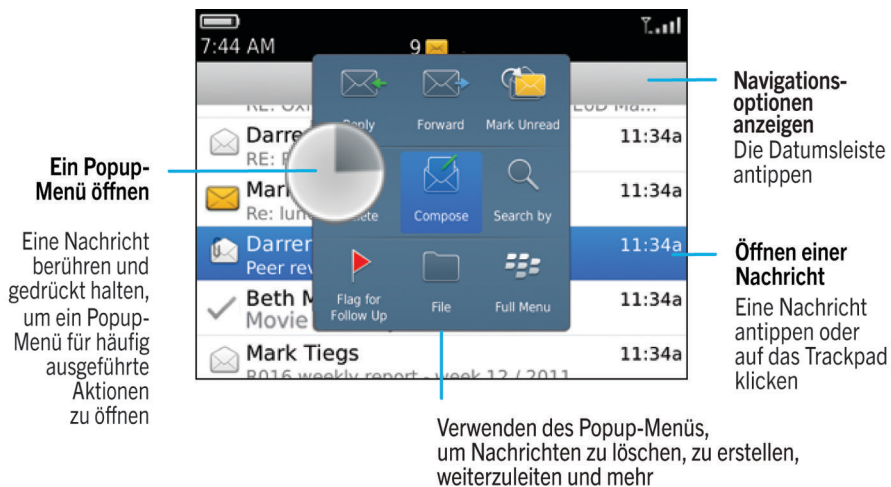 7:44 AM
9
RE:
Ma...
Reply
Forward
Mark Unread
Darre
11:34a
RE:
Mar
11:34a
Re: lun
ete
Compose
Search by
Darren
11:34a
Peer rev
Flag for
Follow Up
File
Full Menu
Beth M
11:34a
Movie
Mark Tiegs
11:34a
R016 weekly report - week 12 / 2011
Ein Popup-
Menü öffnen
Eine Nachricht
berühren und
gedrückt halten,
um ein Popup-
Menü für häufig
ausgeführte
Aktionen
zu öffnen
Navigations-
optionen
anzeigen
Die Datumsleiste
antippen
Öffnen einer
Nachricht
Eine Nachricht
antippen oder
auf das Trackpad
klicken
Verwenden des Popup-Menüs,
um Nachrichten zu löschen, zu erstellen,
weiterzuleiten und mehr